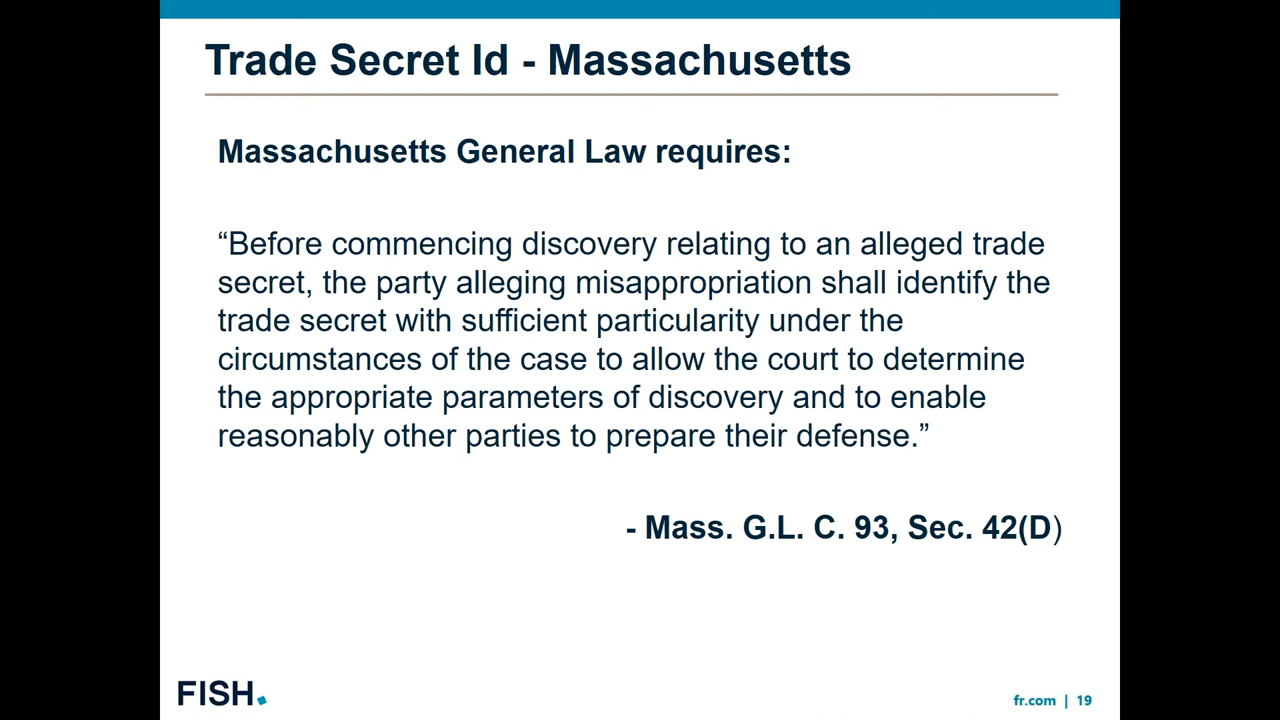 Trade Secret Id - Massachusetts
Massachusetts General Law requires:
“Before commencing discovery relating to an alleged trade
secret, the party alleging misappropriation shall identify the
trade secret with sufficient particularity under the
circumstances of the case to allow the court to determine
the appropriate parameters of discovery and to enable
reasonably other parties to prepare their defense.”
- Mass. G.L. C. 93, Sec. 42(D)
FISH.
fr.com | 19